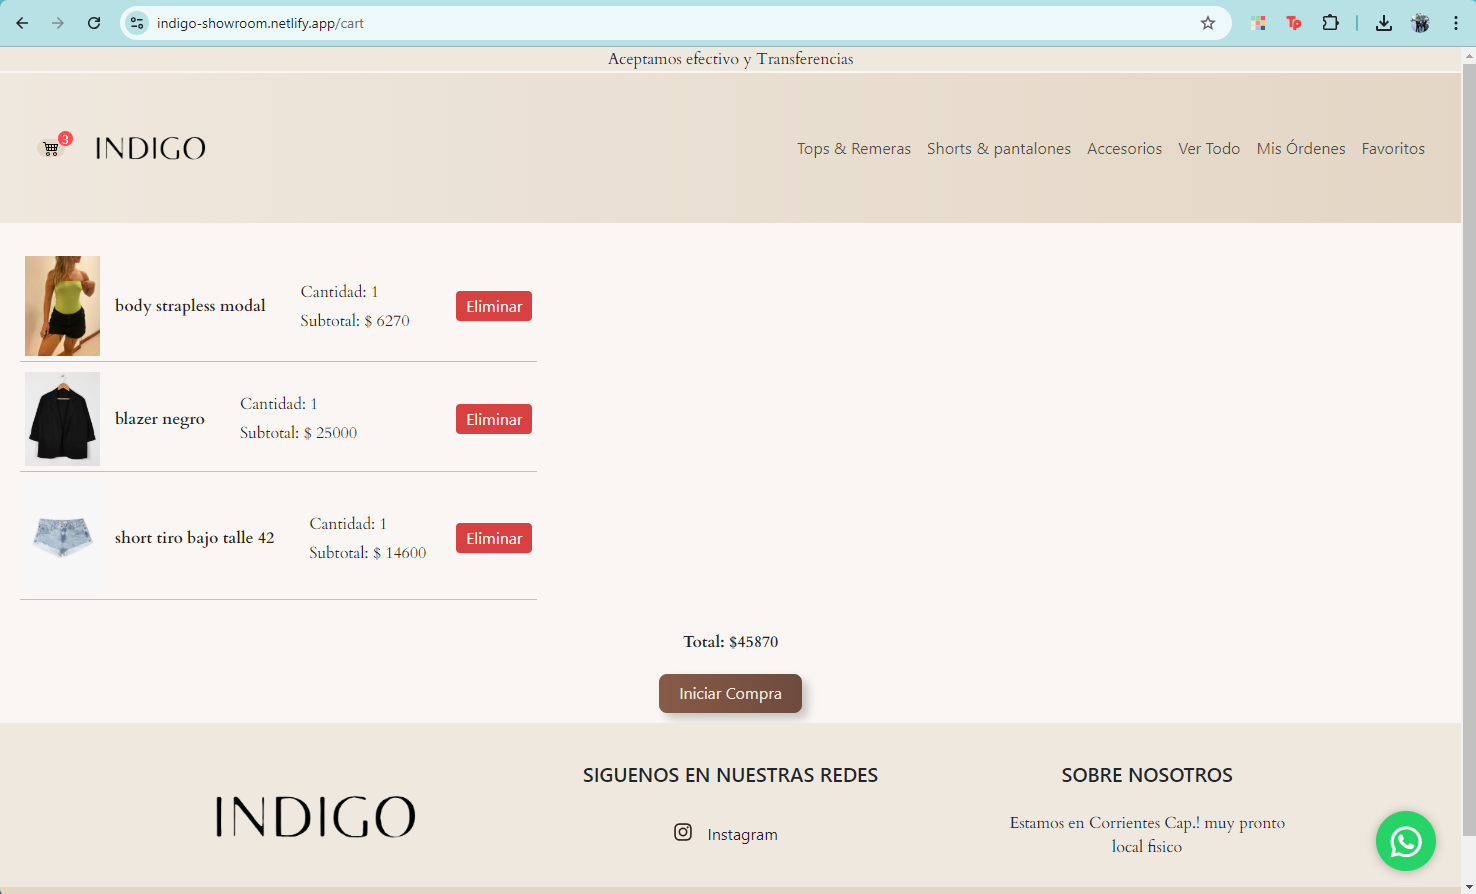 indigo-showroom.netlify.app/cart
Tp
Aceptamos efectivo y Transferencias
3
INDIGO
Tops & Remeras Shorts & pantalones Accesorios Ver Todo Mis Órdenes Favoritos
body strapless modal
Cantidad: 1
Subtotal: $ 6270
Eliminar
blazer negro
Cantidad: 1
Subtotal: $ 25000
Eliminar
short tiro bajo talle 42
Cantidad: 1
Subtotal: $ 14600
Eliminar
Total: $45870
Iniciar Compra
INDIGO
SIGUENOS EN NUESTRAS REDES
Instagram
SOBRE NOSOTROS
Estamos en Corrientes Cap.! muy pronto
local fisico